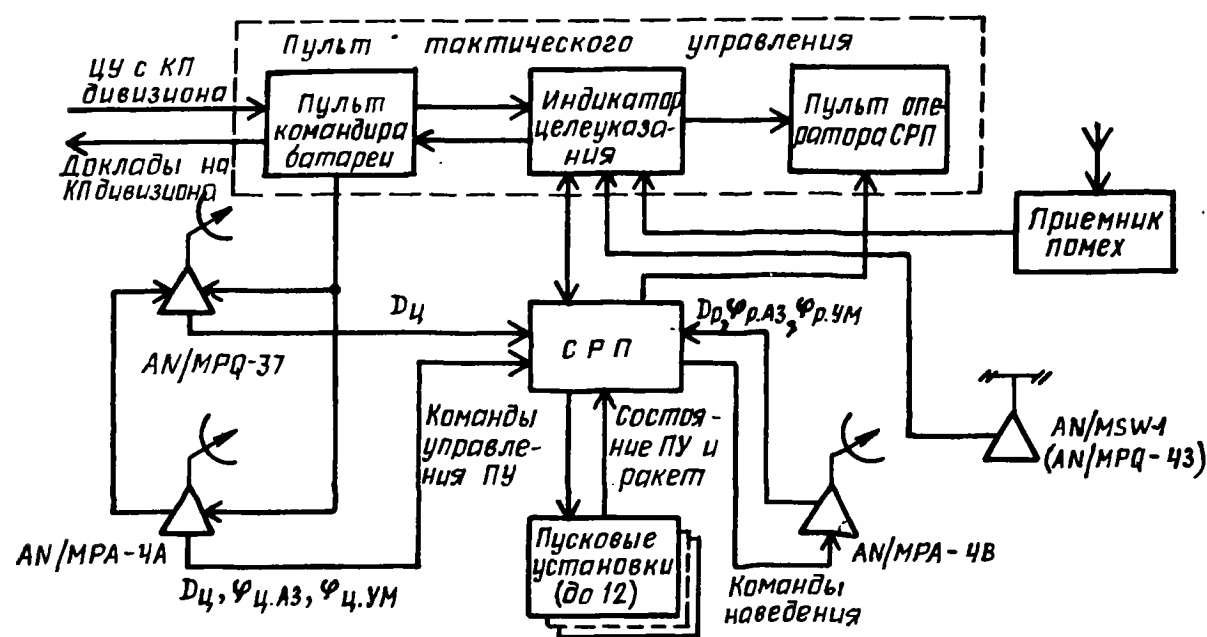 Пульт тактического управления
ЦУ с КП
дивизиона
Пульт
командира
батареи
Индикатор
целеуказа-
ния
Пульт опе-
ратора СРП
Доклады на
КП дивизиона
Приемник
помех
Dц
Dр, φр.АЗ, φр.УМ
СРП
AN/MPQ-37
Команды
управле-
ния ПУ
Состоя-
ние ПУ и
ракет
AN/MSW-1
(AN/MPQ-43)
AN/MPA-4A
Dц, φц.АЗ, φц.УМ
Пусковые
установки
(до 12)
AN/MPA-4B
Команды
наведения